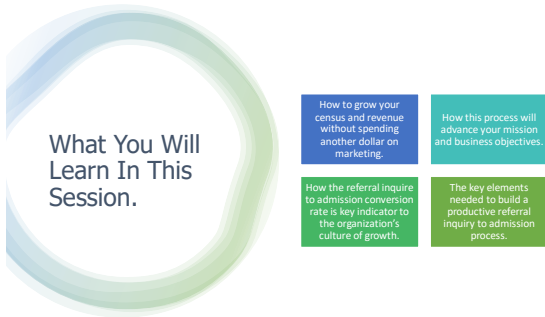 What You Will
Learn In This
Session.
How to grow your
census and revenue
without spending
another dollar on
marketing.
How this process will
advance your mission
and business objectives.
How the referral inquire
to admission conversion
rate is key indicator to
the organization's
culture of growth.
The key elements
needed to build a
productive referral
inquiry to admission
process.